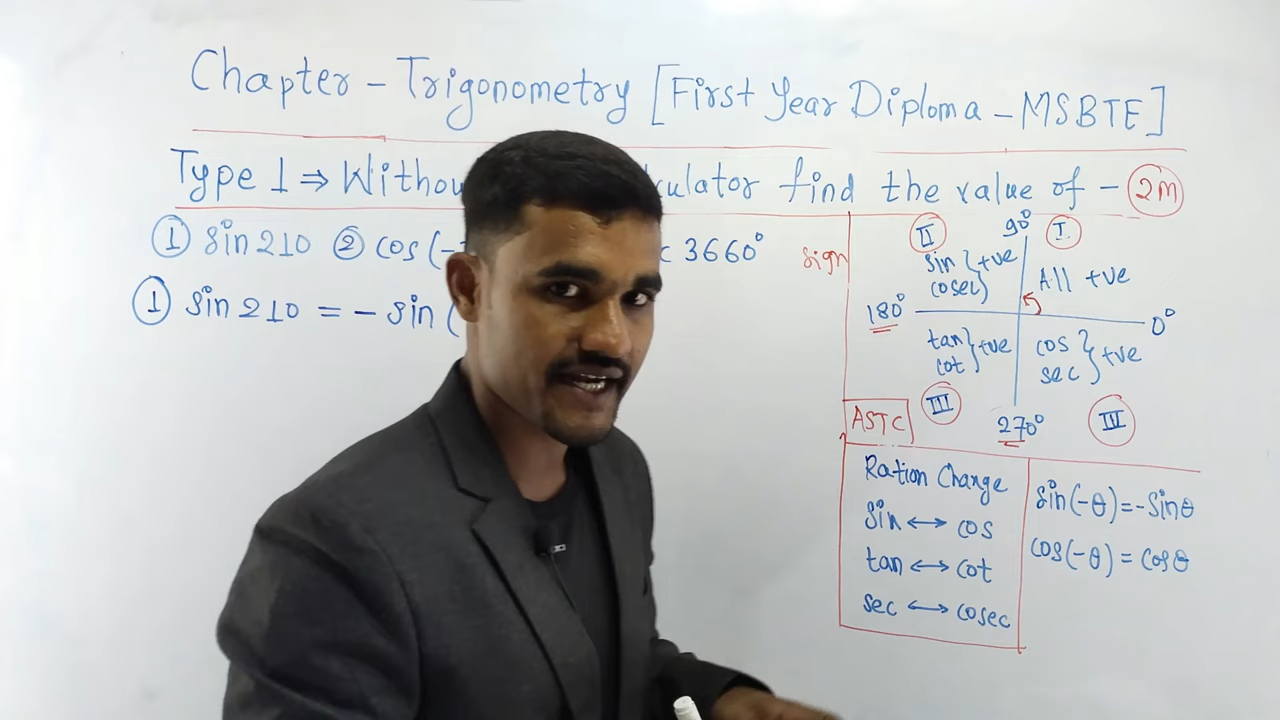 Chapter - Trigonometry [First Year Diploma - MSBTE]
Type 1 ⇒ Withou culator find the value of - 2M
① Sin 210 ② cos(- c 3660°
① Sin 210 = - Sin (
Sign
90°
II I
Sin } +ve All +ve
cosec
180° 0°
tan } +ve cos } +ve
cot sec
III III
ASTC 270°
Ration Change
Sin ↔ cos
tan ↔ cot
sec ↔ cosec
Sin(-θ) = -Sinθ
cos(-θ) = cosθ